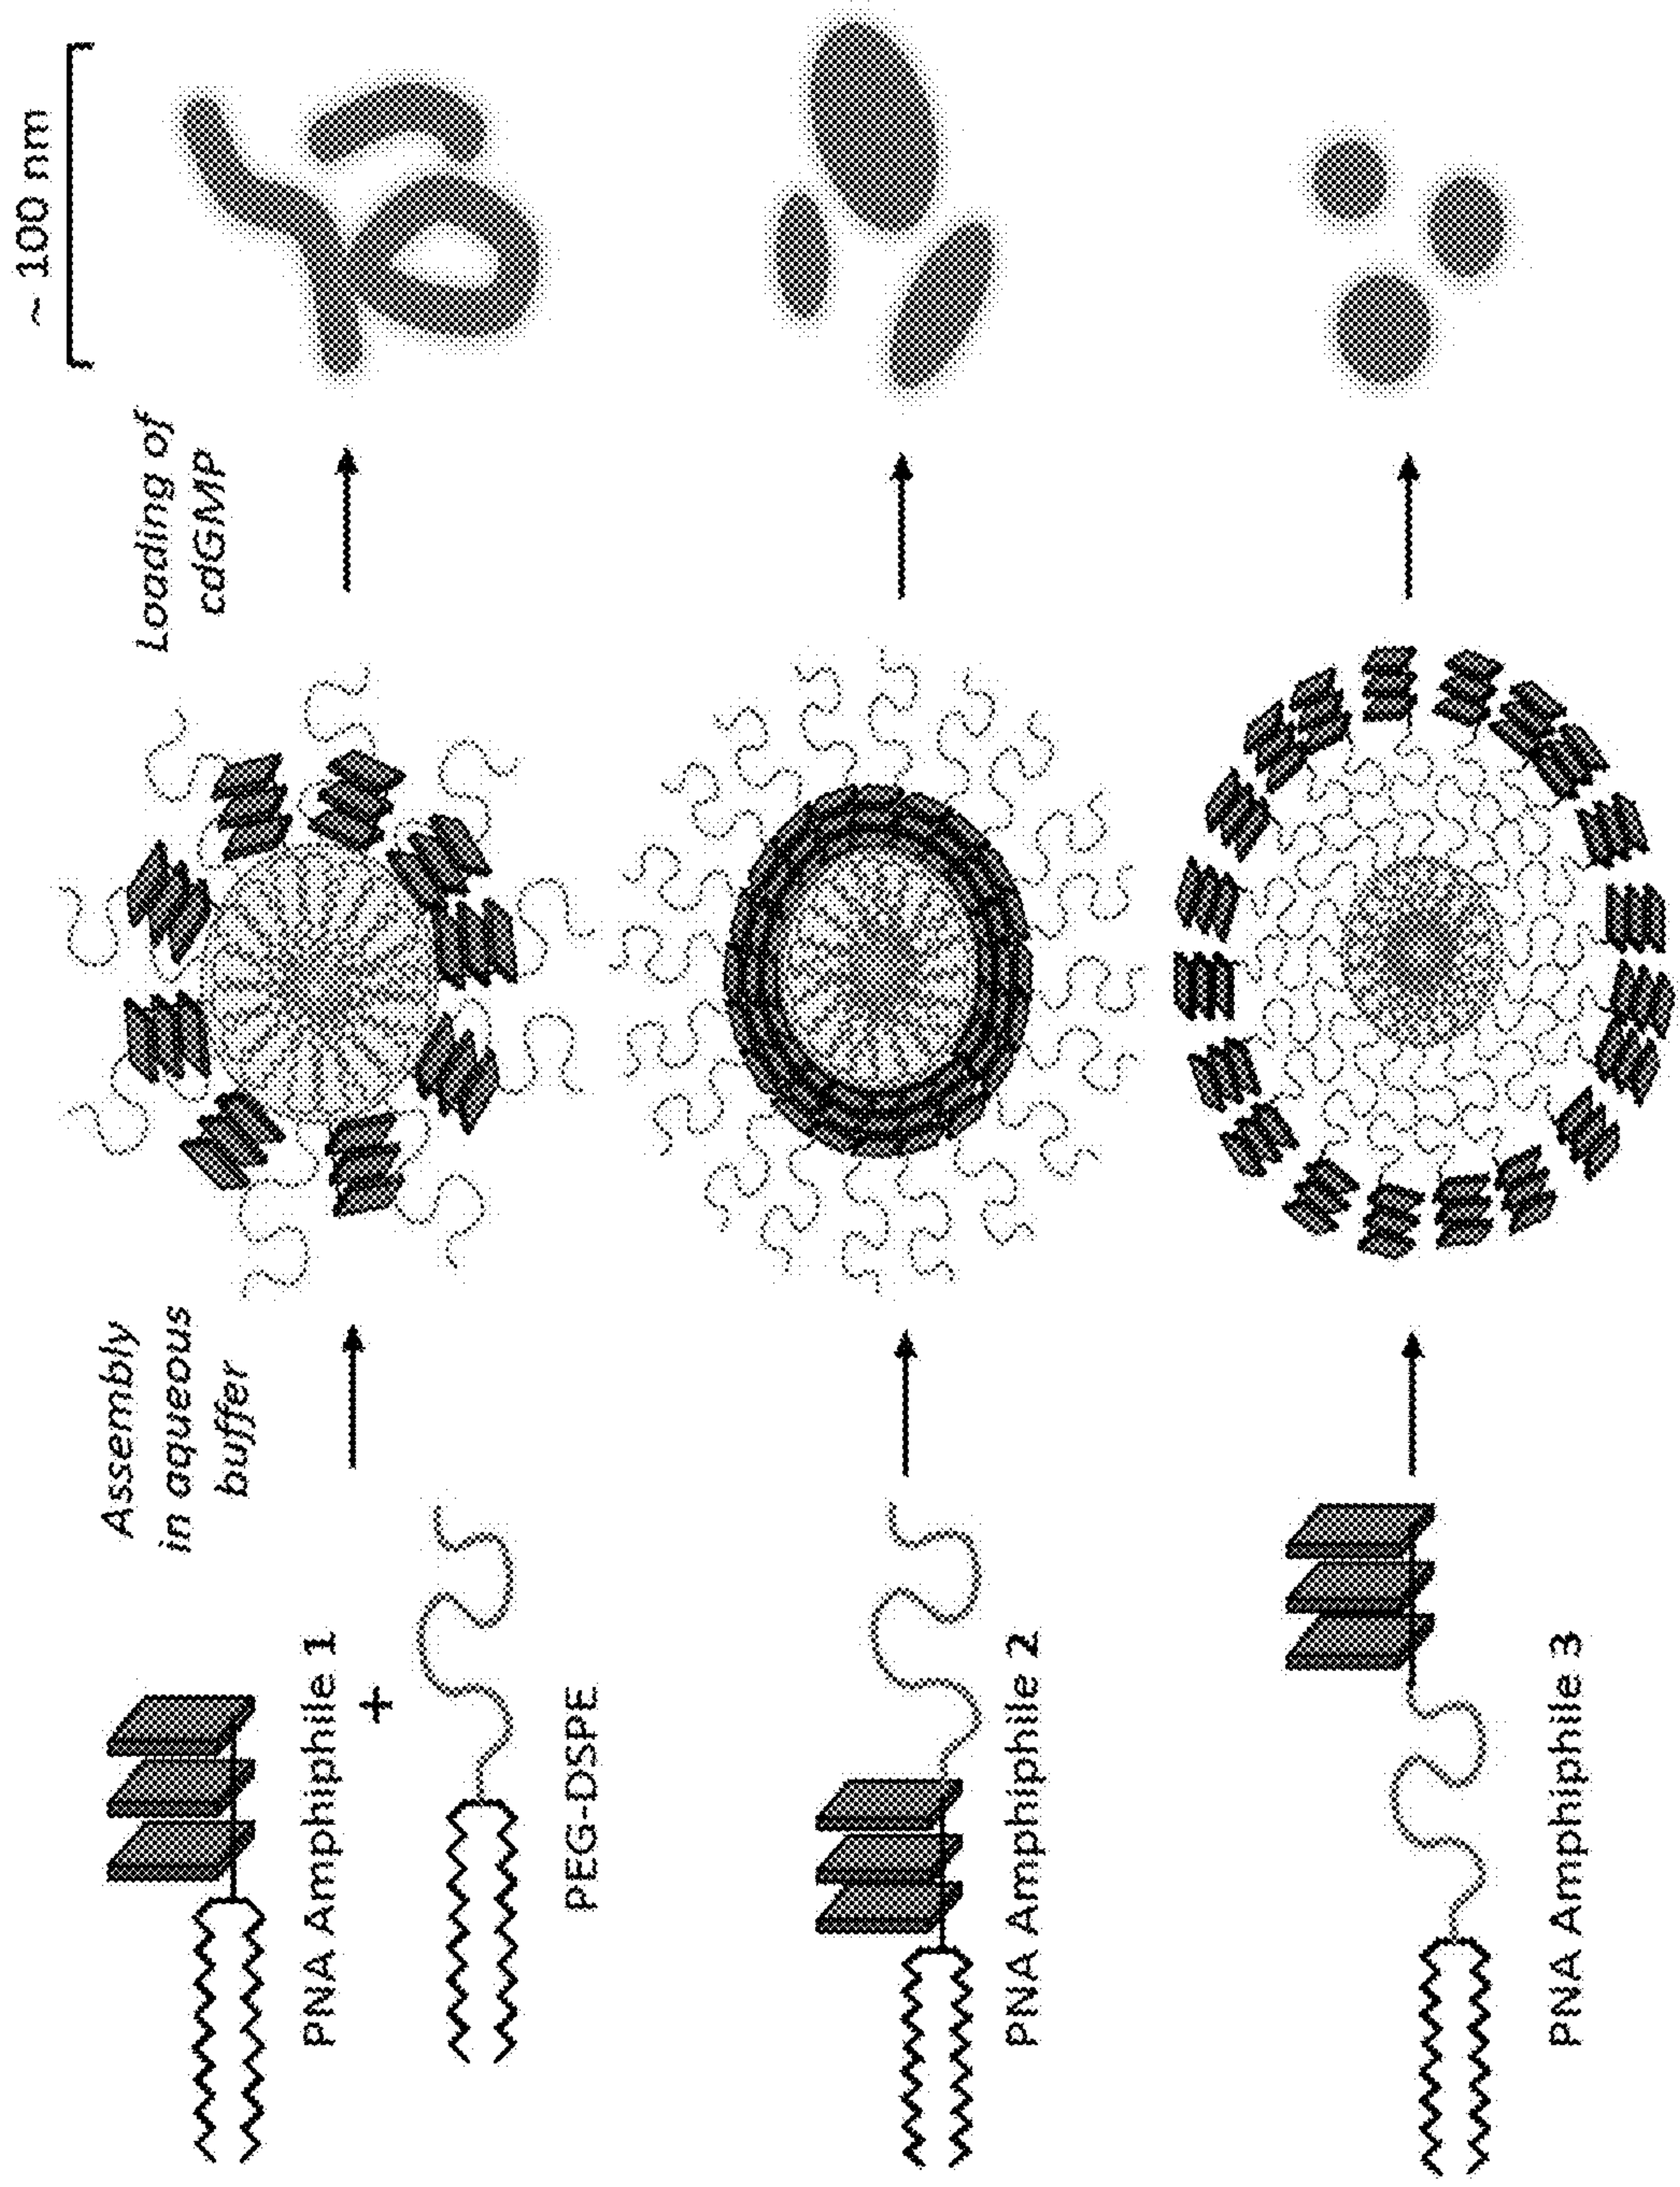 Assembly
in aqueous
buffer
Loading of
cdGMP
~ 100 nm
PNA Amphiphile 1
+
PEG-DSPE
PNA Amphiphile 2
PNA Amphiphile 3